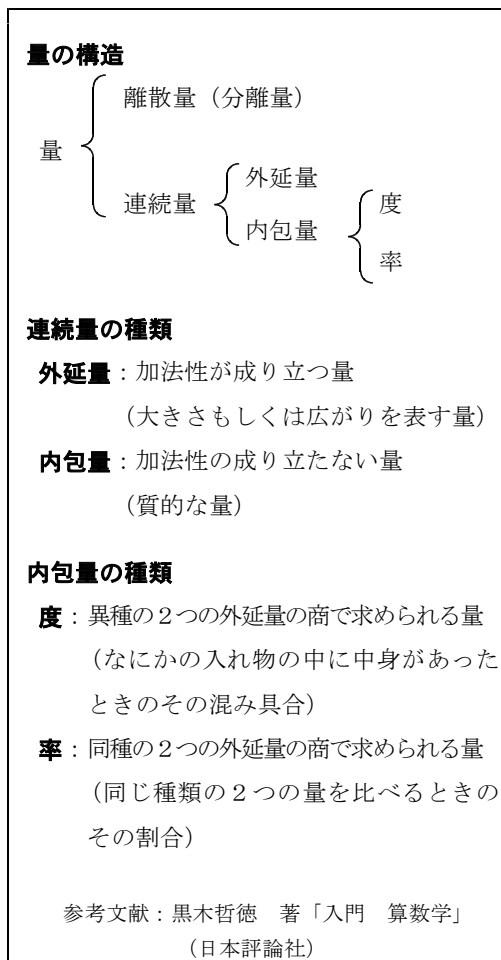 量の構造
離散量（分離量）
量
外延量
連続量
度
内包量
率
連続量の種類
外延量：加法性が成り立つ量
（大きさもしくは広がりを表す量）
内包量：加法性の成り立たない量
（質的な量）
内包量の種類
度：異種の２つの外延量の商で求められる量
（なにかの入れ物の中に中身があった
ときのその混み具合）
率：同種の２つの外延量の商で求められる量
（同じ種類の２つの量を比べるときの
その割合）
参考文献：黒木哲徳　著「入門　算数学」
（日本評論社）